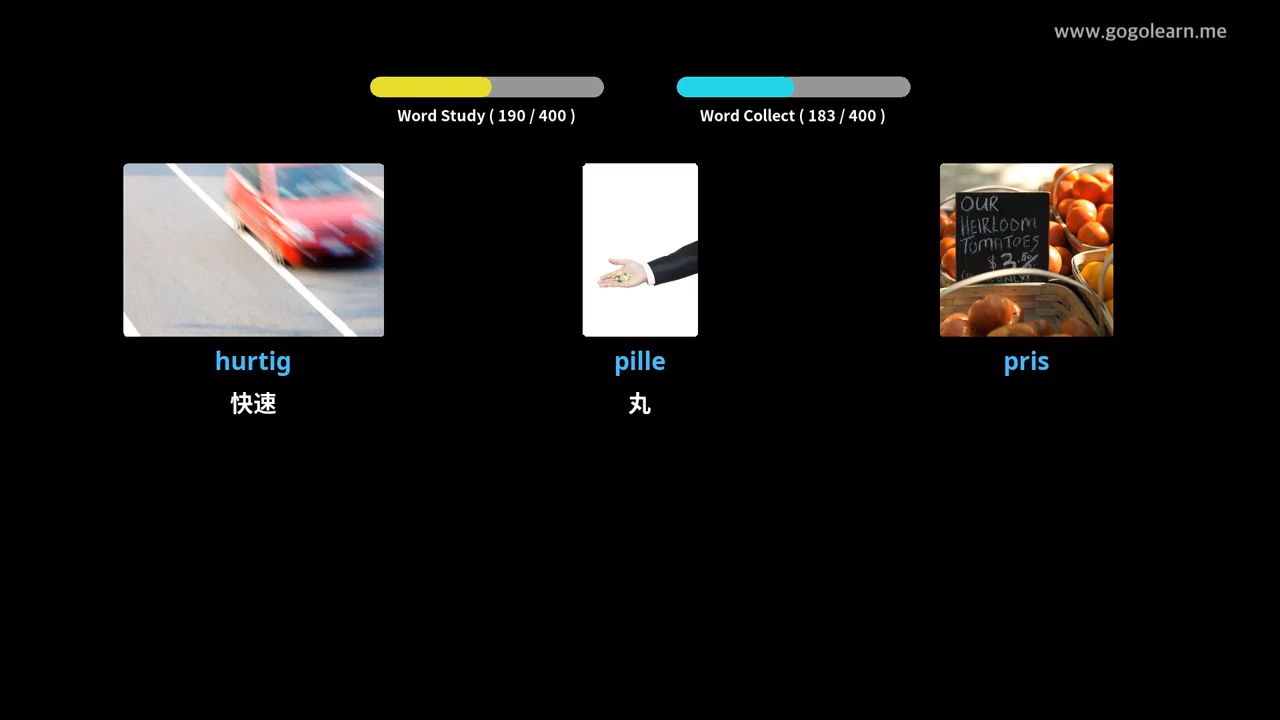 www.gogolearn.me
Word Study ( 190 / 400 )
Word Collect ( 183 / 400 )
OUR
HEIRLOOM
TOMATOES
hurtig
pille
pris
快速
丸